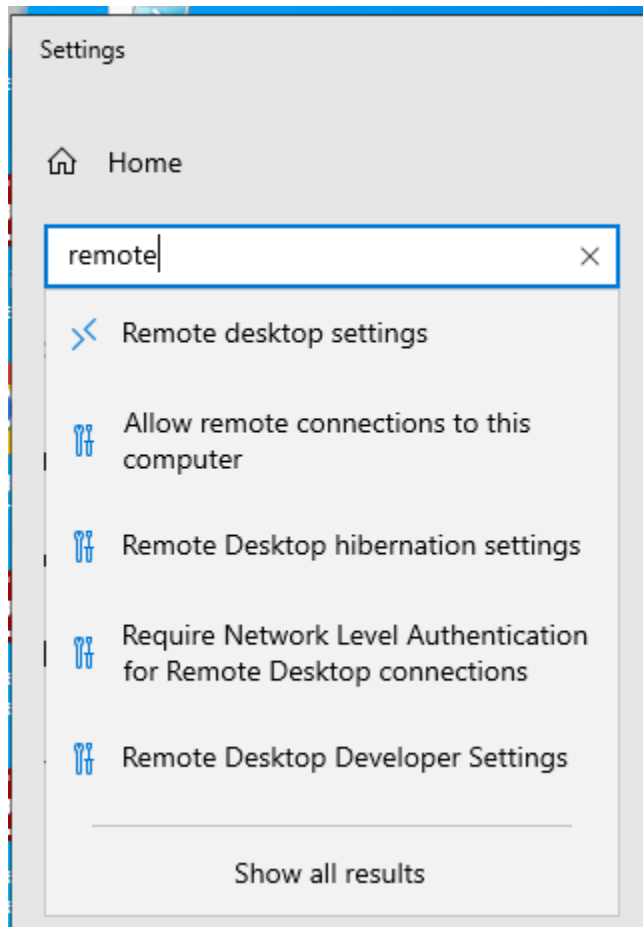 Settings
Home
remote
Remote desktop settings
Allow remote connections to this
computer
Remote Desktop hibernation settings
Require Network Level Authentication
for Remote Desktop connections
Remote Desktop Developer Settings
Show all results